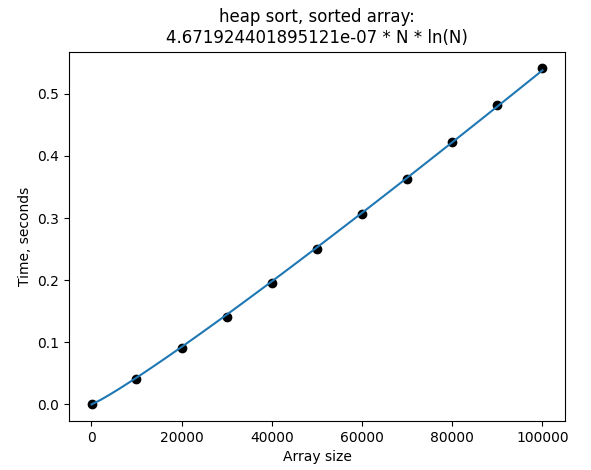 heap sort, sorted array:
4.671924401895121e-07 * N * ln(N)
Time, seconds
0.5
0.4
0.3
0.2
0.1
0.0
0 20000 40000 60000 80000 100000
Array size